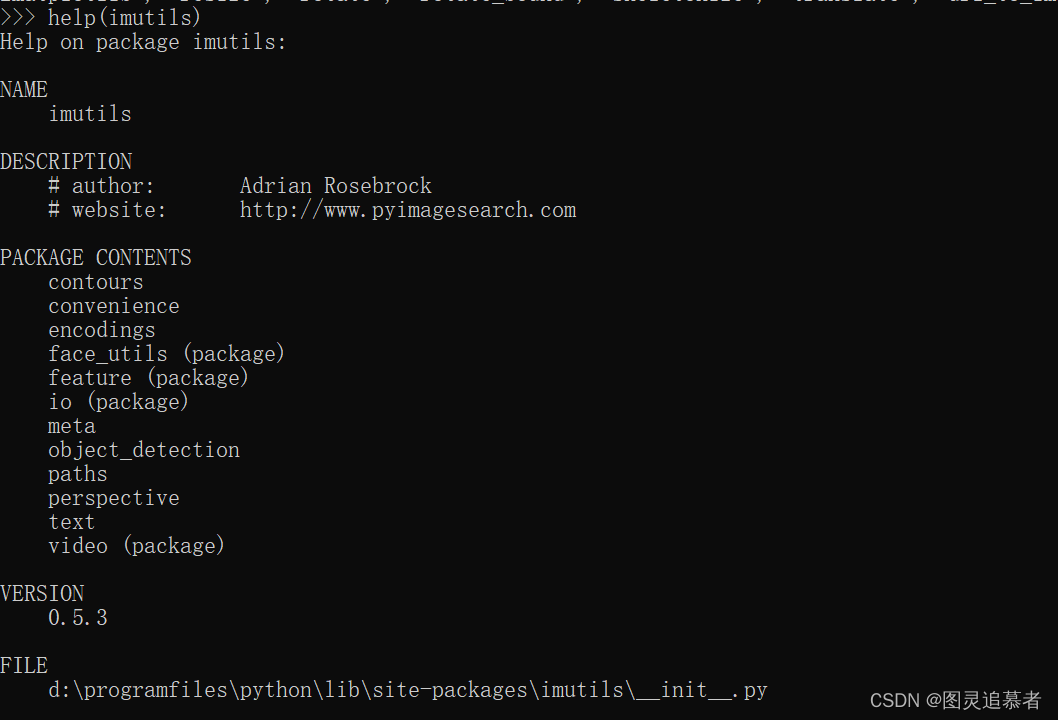 >>> help(imutils)
Help on package imutils:
NAME
    imutils
DESCRIPTION
    # author:       Adrian Rosebrock
    # website:      http://www.pyimagesearch.com
PACKAGE CONTENTS
    contours
    convenience
    encodings
    face_utils (package)
    feature (package)
    io (package)
    meta
    object_detection
    paths
    perspective
    text
    video (package)
VERSION
    0.5.3
FILE
    d:\programfiles\python\lib\site-packages\imutils\__init__.py
CSDN @图灵追慕者